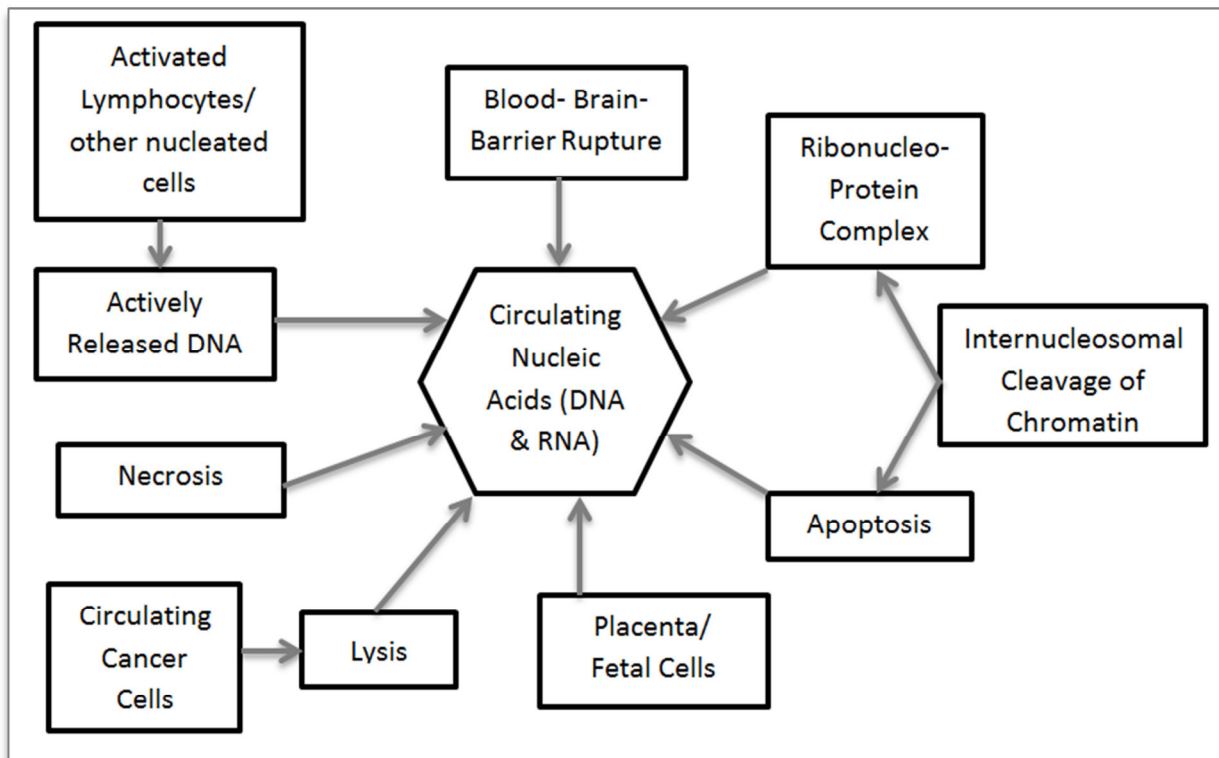 Activated
Lymphocytes/
other nucleated
cells
Blood- Brain-
Barrier Rupture
Ribonucleo-
Protein
Complex
Actively
Released DNA
Circulating
Nucleic
Acids (DNA
& RNA)
Internucleosomal
Cleavage of
Chromatin
Necrosis
Apoptosis
Circulating
Cancer
Cells
Lysis
Placenta/
Fetal Cells